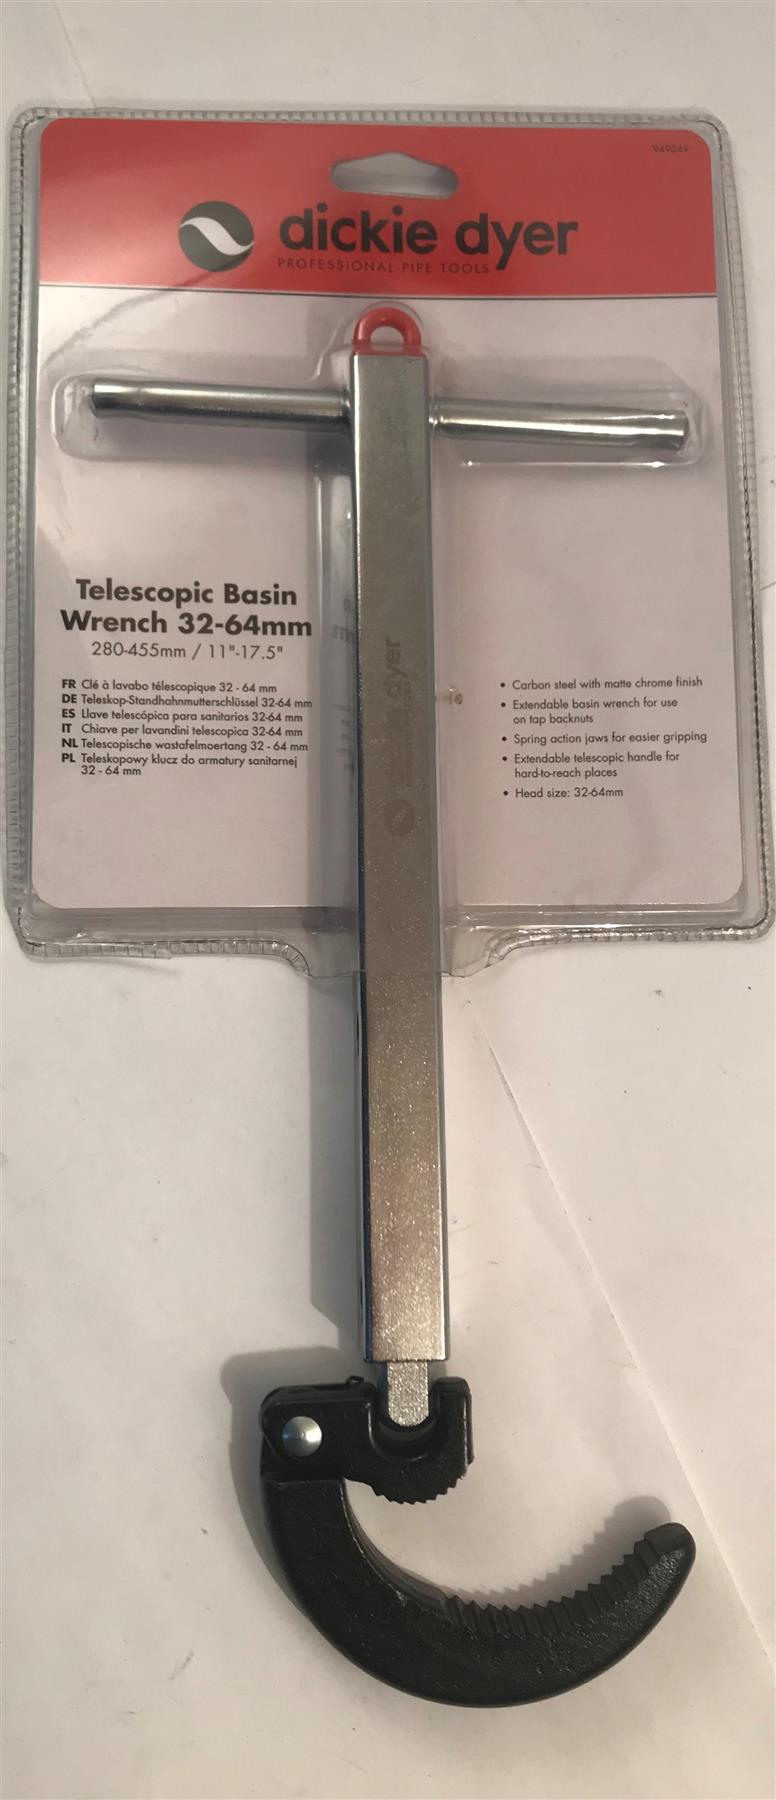 949049
dickie dyer
PROFESSIONAL PIPE TOOLS
Telescopic Basin
Wrench 32-64mm
280-455mm / 11"-17.5"
FR Clé à lavabo télescopique 32 - 64 mm
DE Teleskop-Standhahnmutterschlüssel 32-64 mm
ES Llave telescópica para sanitarios 32-64 mm
IT Chiave per lavandini telescopica 32-64 mm
NL Telescopische wastafelmoertang 32 - 64 mm
PL Teleskopowy klucz do armatury sanitarnej
32 - 64 mm
• Carbon steel with matte chrome finish
• Extendable basin wrench for use
on tap backnuts
• Spring action jaws for easier gripping
• Extendable telescopic handle for
hard-to-reach places
• Head size: 32-64mm
dickie dyer